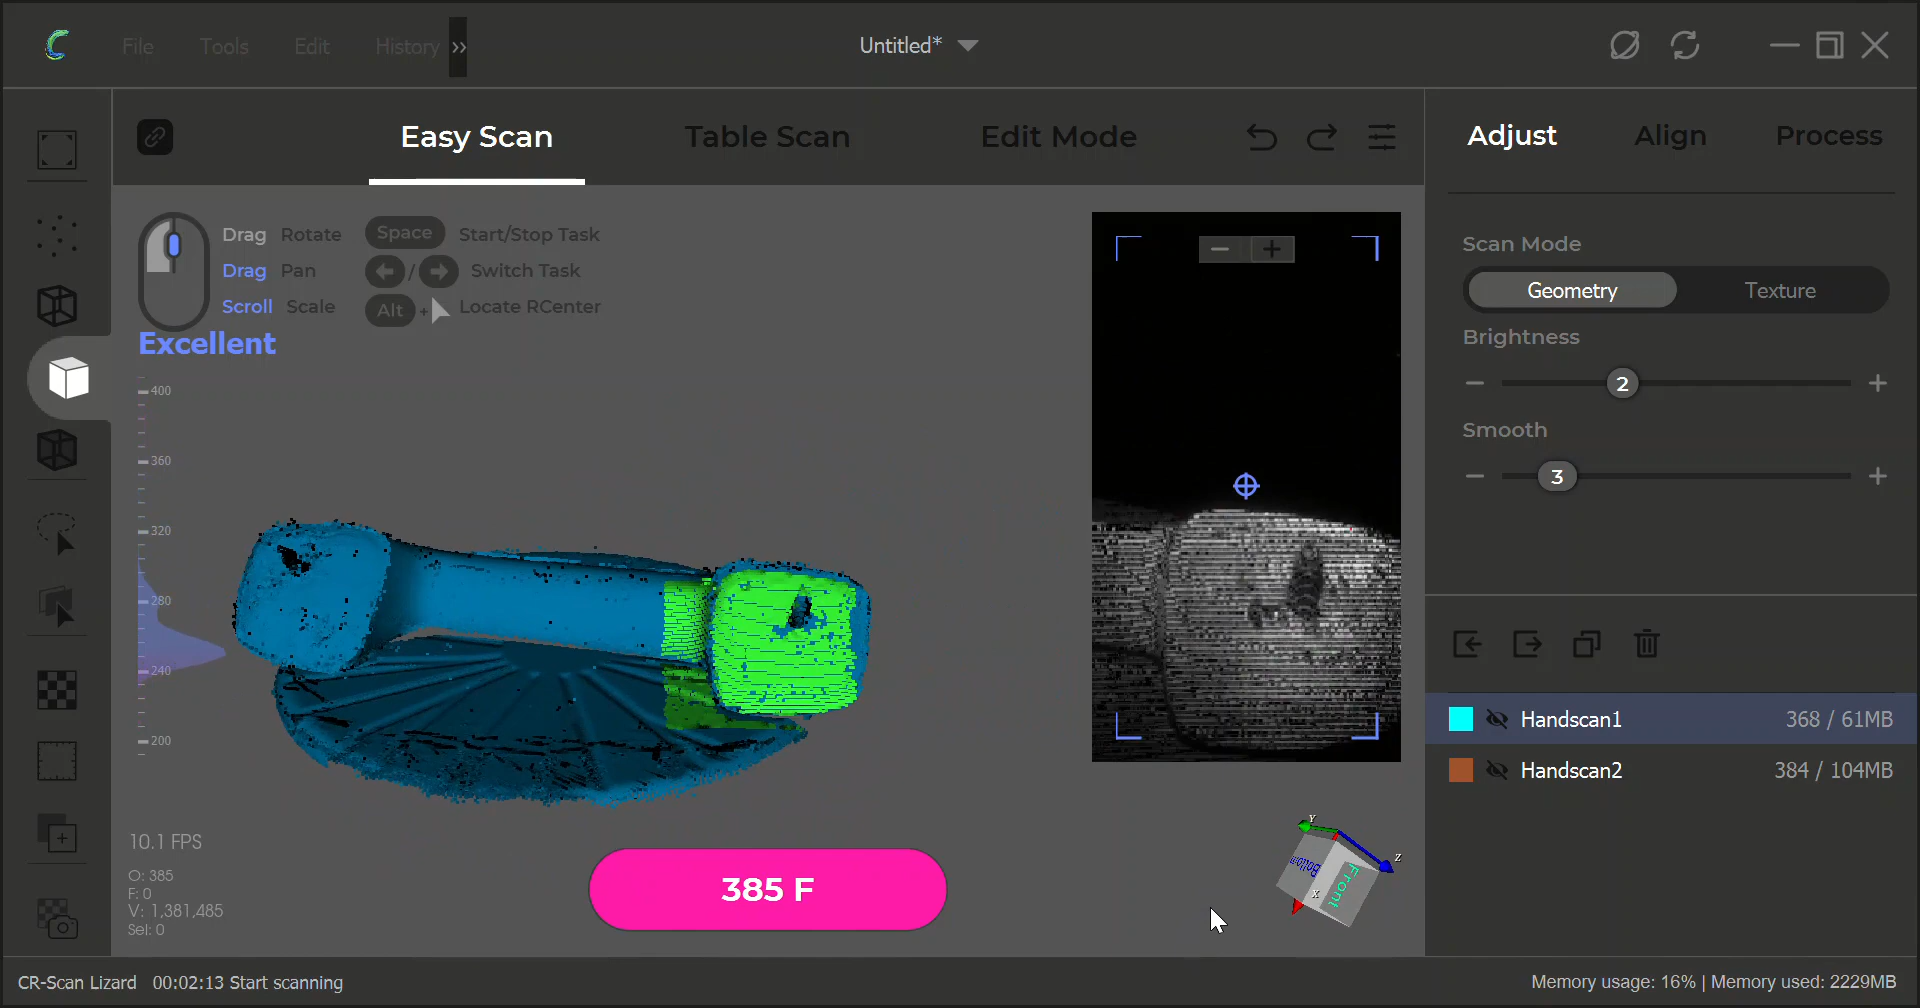 File Tools Edit History »
Untitled*
Easy Scan Table Scan Edit Mode
Adjust Align Process
Drag Rotate Space Start/Stop Task
Drag Pan / Switch Task
Scroll Scale Alt + Locate RCenter
Excellent
400
360
320
280
240
200
Scan Mode
Geometry Texture
Brightness
2
Smooth
3
Handscan1 368 / 61MB
Handscan2 384 / 104MB
10.1 FPS
O: 385
F: 0
V: 1,381,485
Sel: 0
385 F
Y
Z
X
Bottom
Front
CR-Scan Lizard 00:02:13 Start scanning
Memory usage: 16% | Memory used: 2229MB